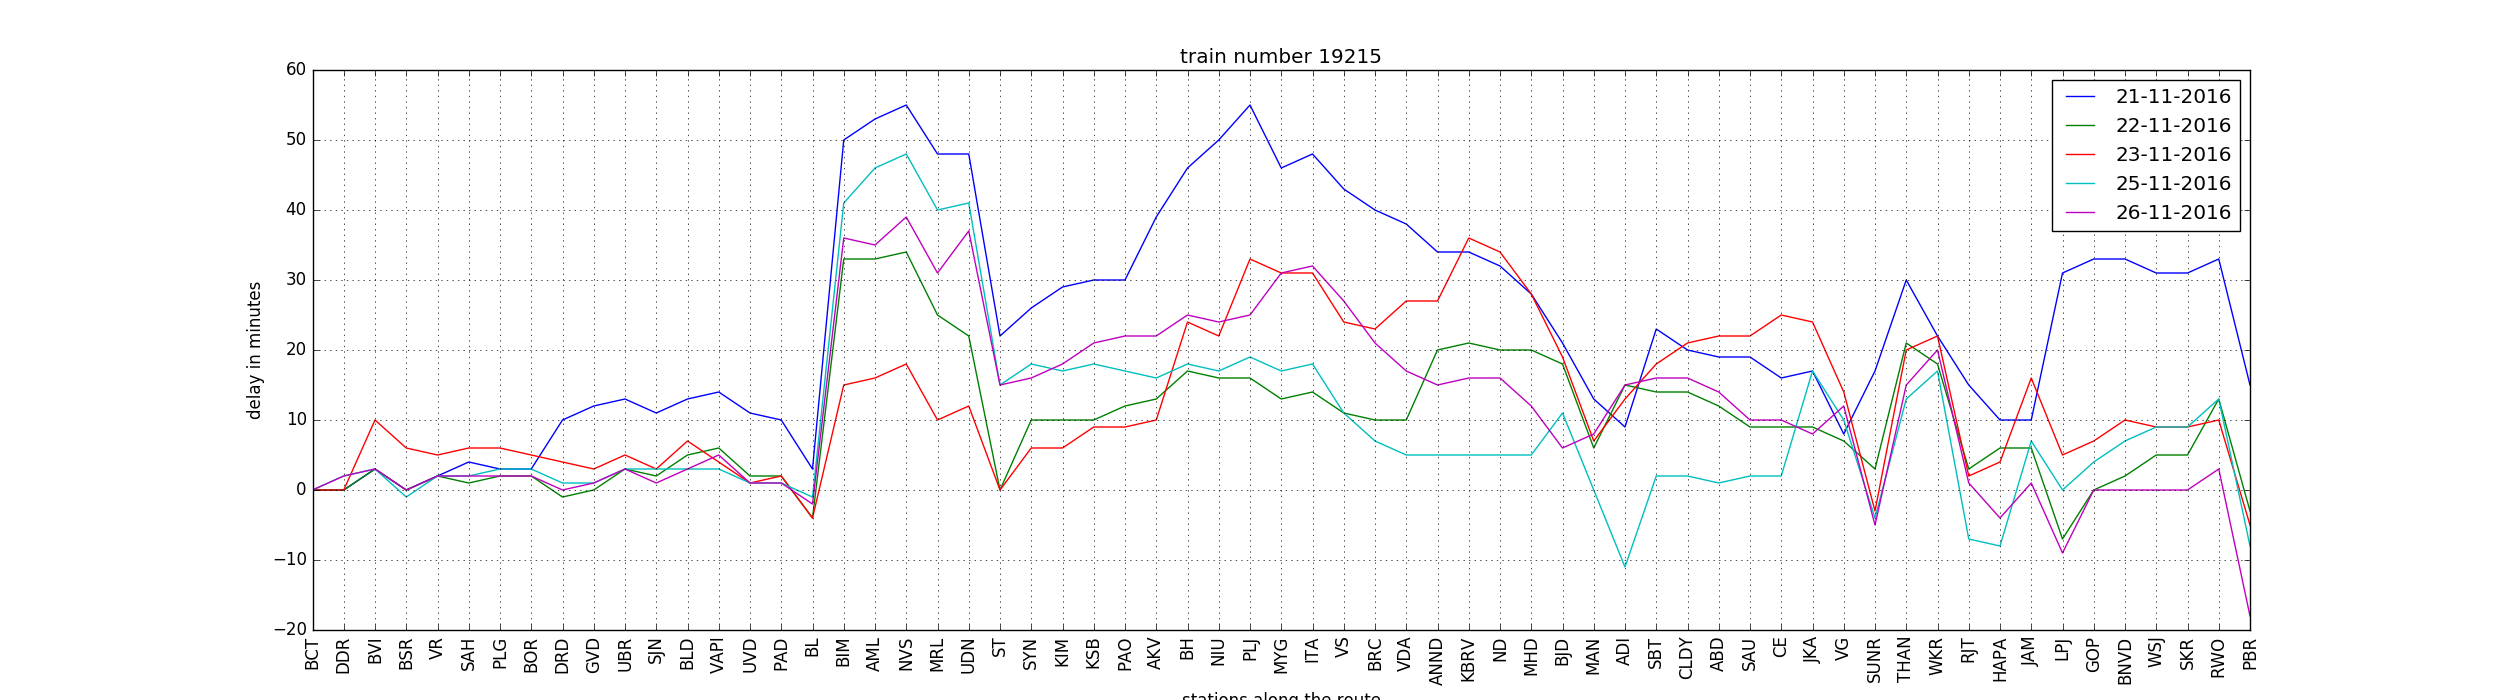 train number 19215
60
50
40
30
20
10
0
−10
−20
delay in minutes
21-11-2016
22-11-2016
23-11-2016
25-11-2016
26-11-2016
BCT
DDR
BVI
BSR
VR
SAH
PLG
BOR
DRD
GVD
UBR
SJN
BLD
VAPI
UVD
PAD
BL
BIM
AML
NVS
MRL
UDN
ST
SYN
KIM
KSB
PAO
AKV
BH
NIU
PLJ
MYG
ITA
VS
BRC
VDA
ANND
KBRV
ND
MHD
BJD
MAN
ADI
SBT
CLDY
ABD
SAU
CE
JKA
VG
SUNR
THAN
WKR
RJT
HAPA
JAM
LPJ
GOP
BNVD
WSJ
SKR
RWO
PBR
stations along the route